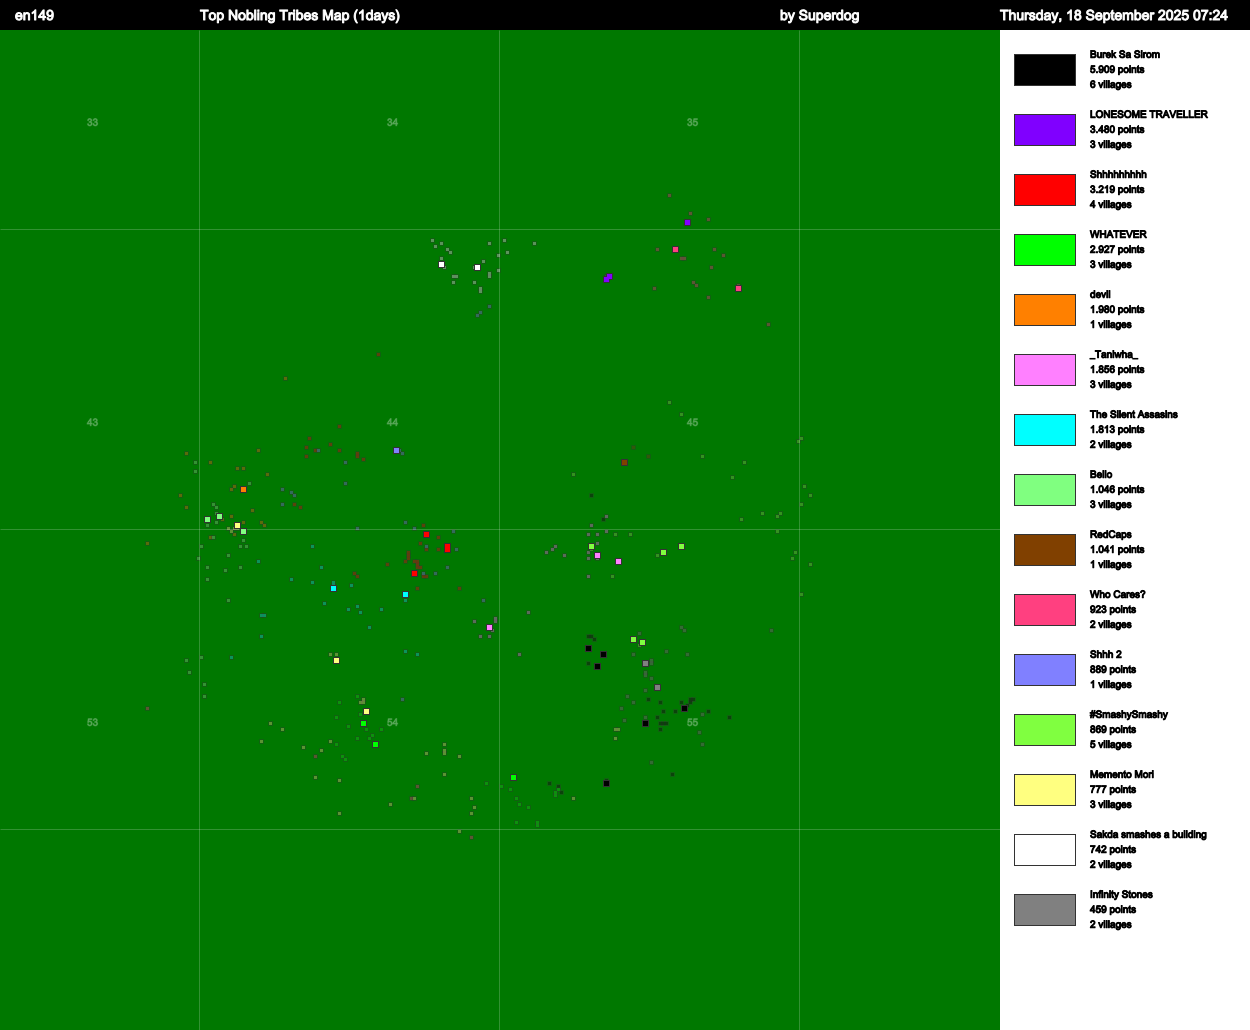 en149 Top Nobling Tribes Map (1days) by Superdog Thursday, 18 September 2025 07:24
33 34 35
43 44 45
53 54 55
Burek Sa Sirom
5.909 points
6 villages
LONESOME TRAVELLER
3.480 points
3 villages
Shhhhhhhhh
3.219 points
4 villages
WHATEVER
2.927 points
3 villages
devil
1.980 points
1 villages
_Taniwha_
1.856 points
3 villages
The Silent Assasins
1.813 points
2 villages
Bello
1.046 points
3 villages
RedCaps
1.041 points
1 villages
Who Cares?
923 points
2 villages
Shhh 2
889 points
1 villages
#SmashySmashy
869 points
5 villages
Memento Mori
777 points
3 villages
Sakda smashes a building
742 points
2 villages
Infinity Stones
459 points
2 villages